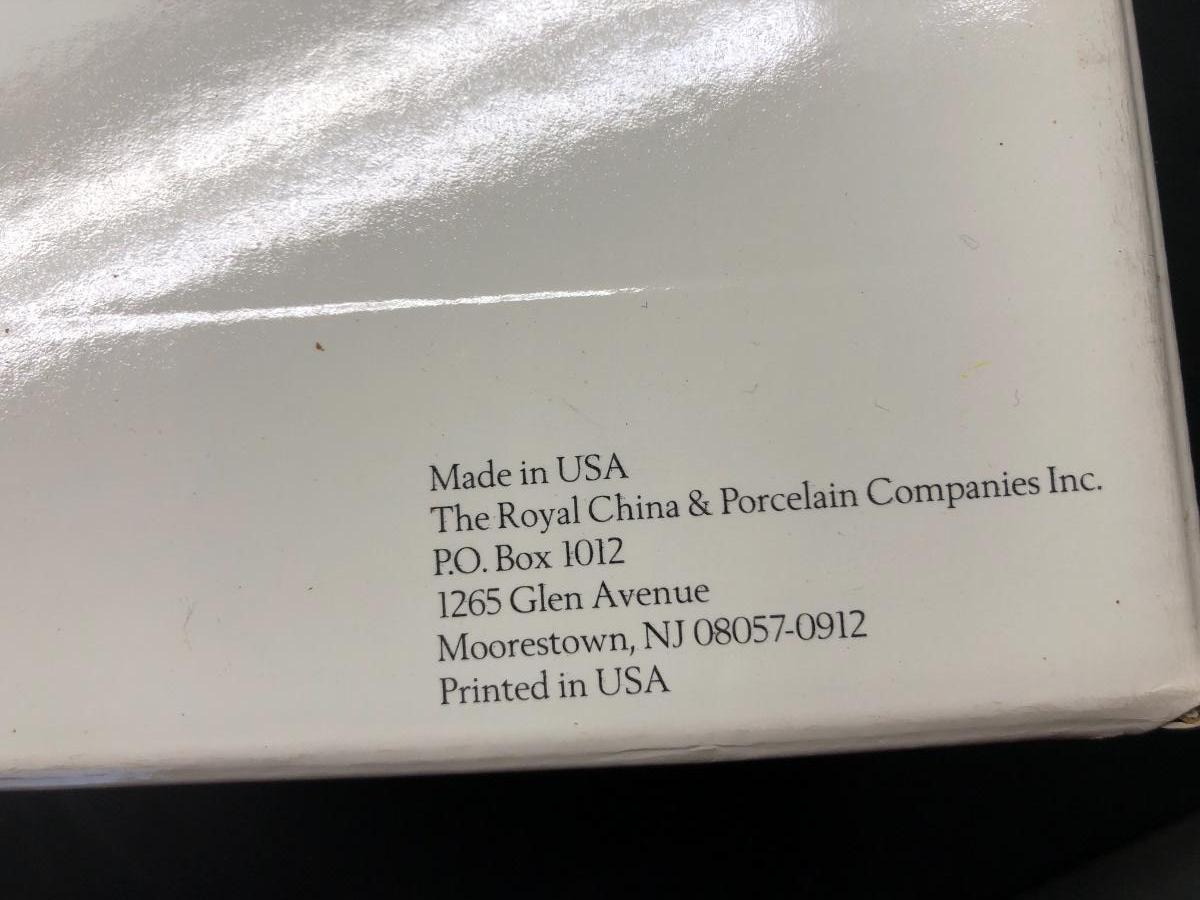 Made in USA
The Royal China & Porcelain Companies Inc.
P.O. Box 1012
1265 Glen Avenue
Moorestown, NJ 08057-0912
Printed in USA